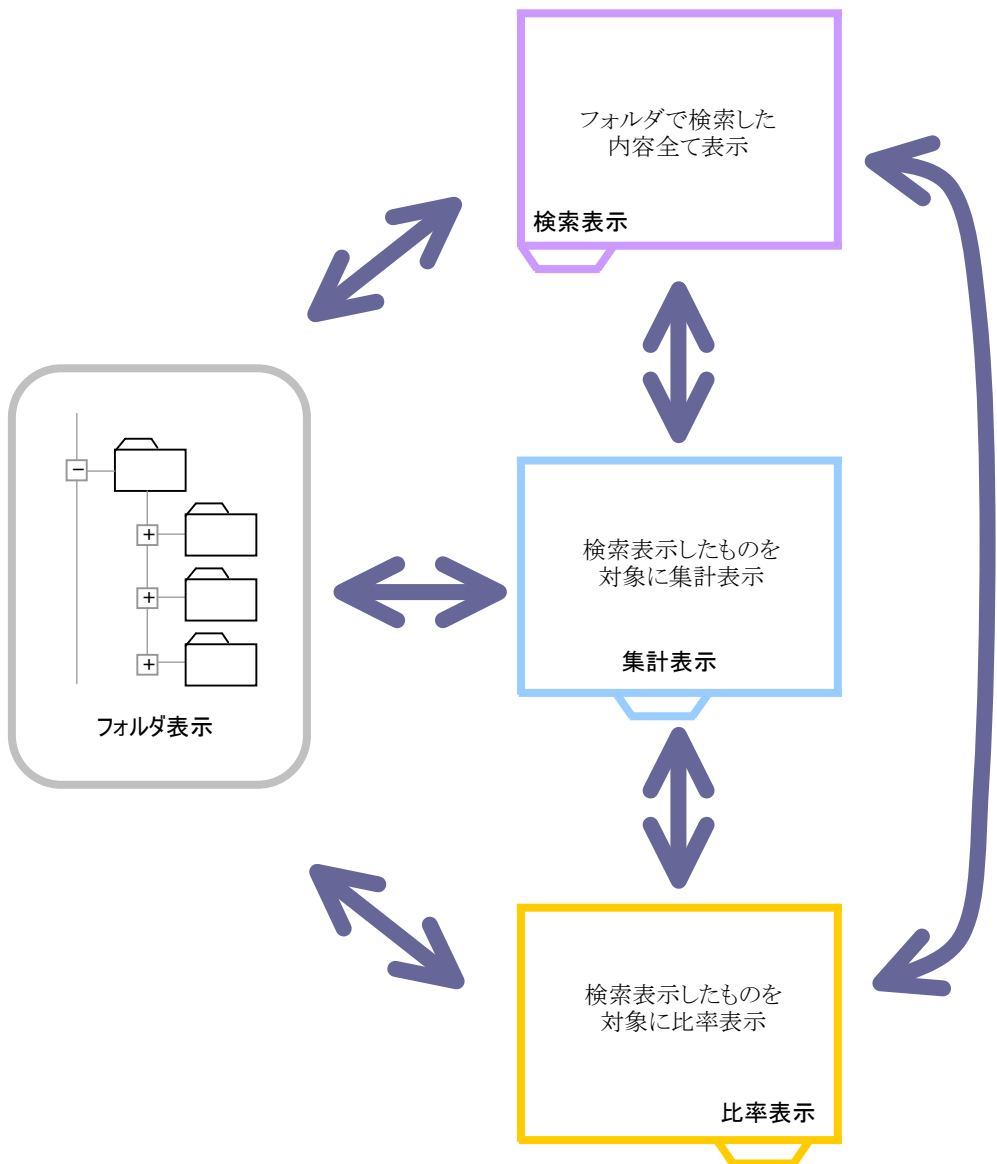 フォルダで検索した
内容全て表示
検索表示
−
+
+
+
フォルダ表示
検索表示したものを
対象に集計表示
集計表示
検索表示したものを
対象に比率表示
比率表示